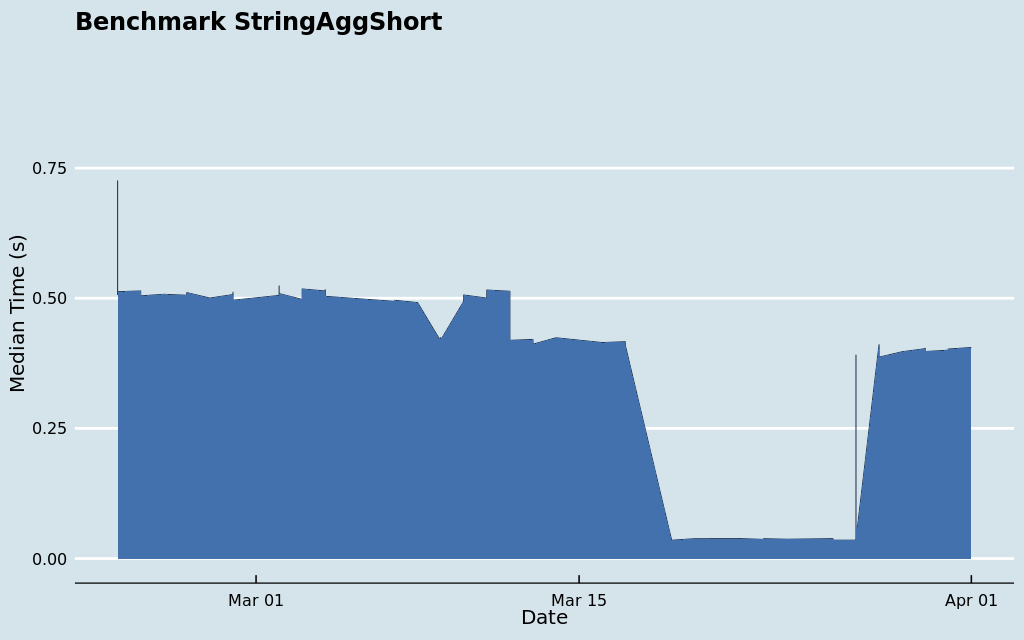 Benchmark StringAggShort
0.75
0.50
0.25
0.00
Median Time (s)
Mar 01
Mar 15
Apr 01
Date